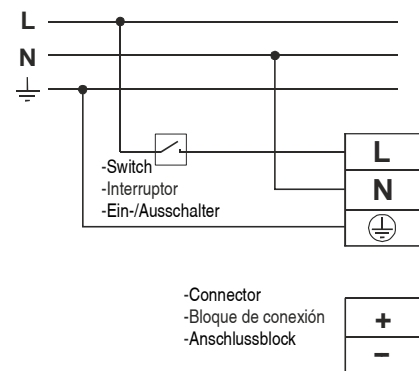 L
N
L
-Switch
-Interruptor
-Ein-/Ausschalter
N
-Connector
-Bloque de conexión
-Anschlussblock
+
–